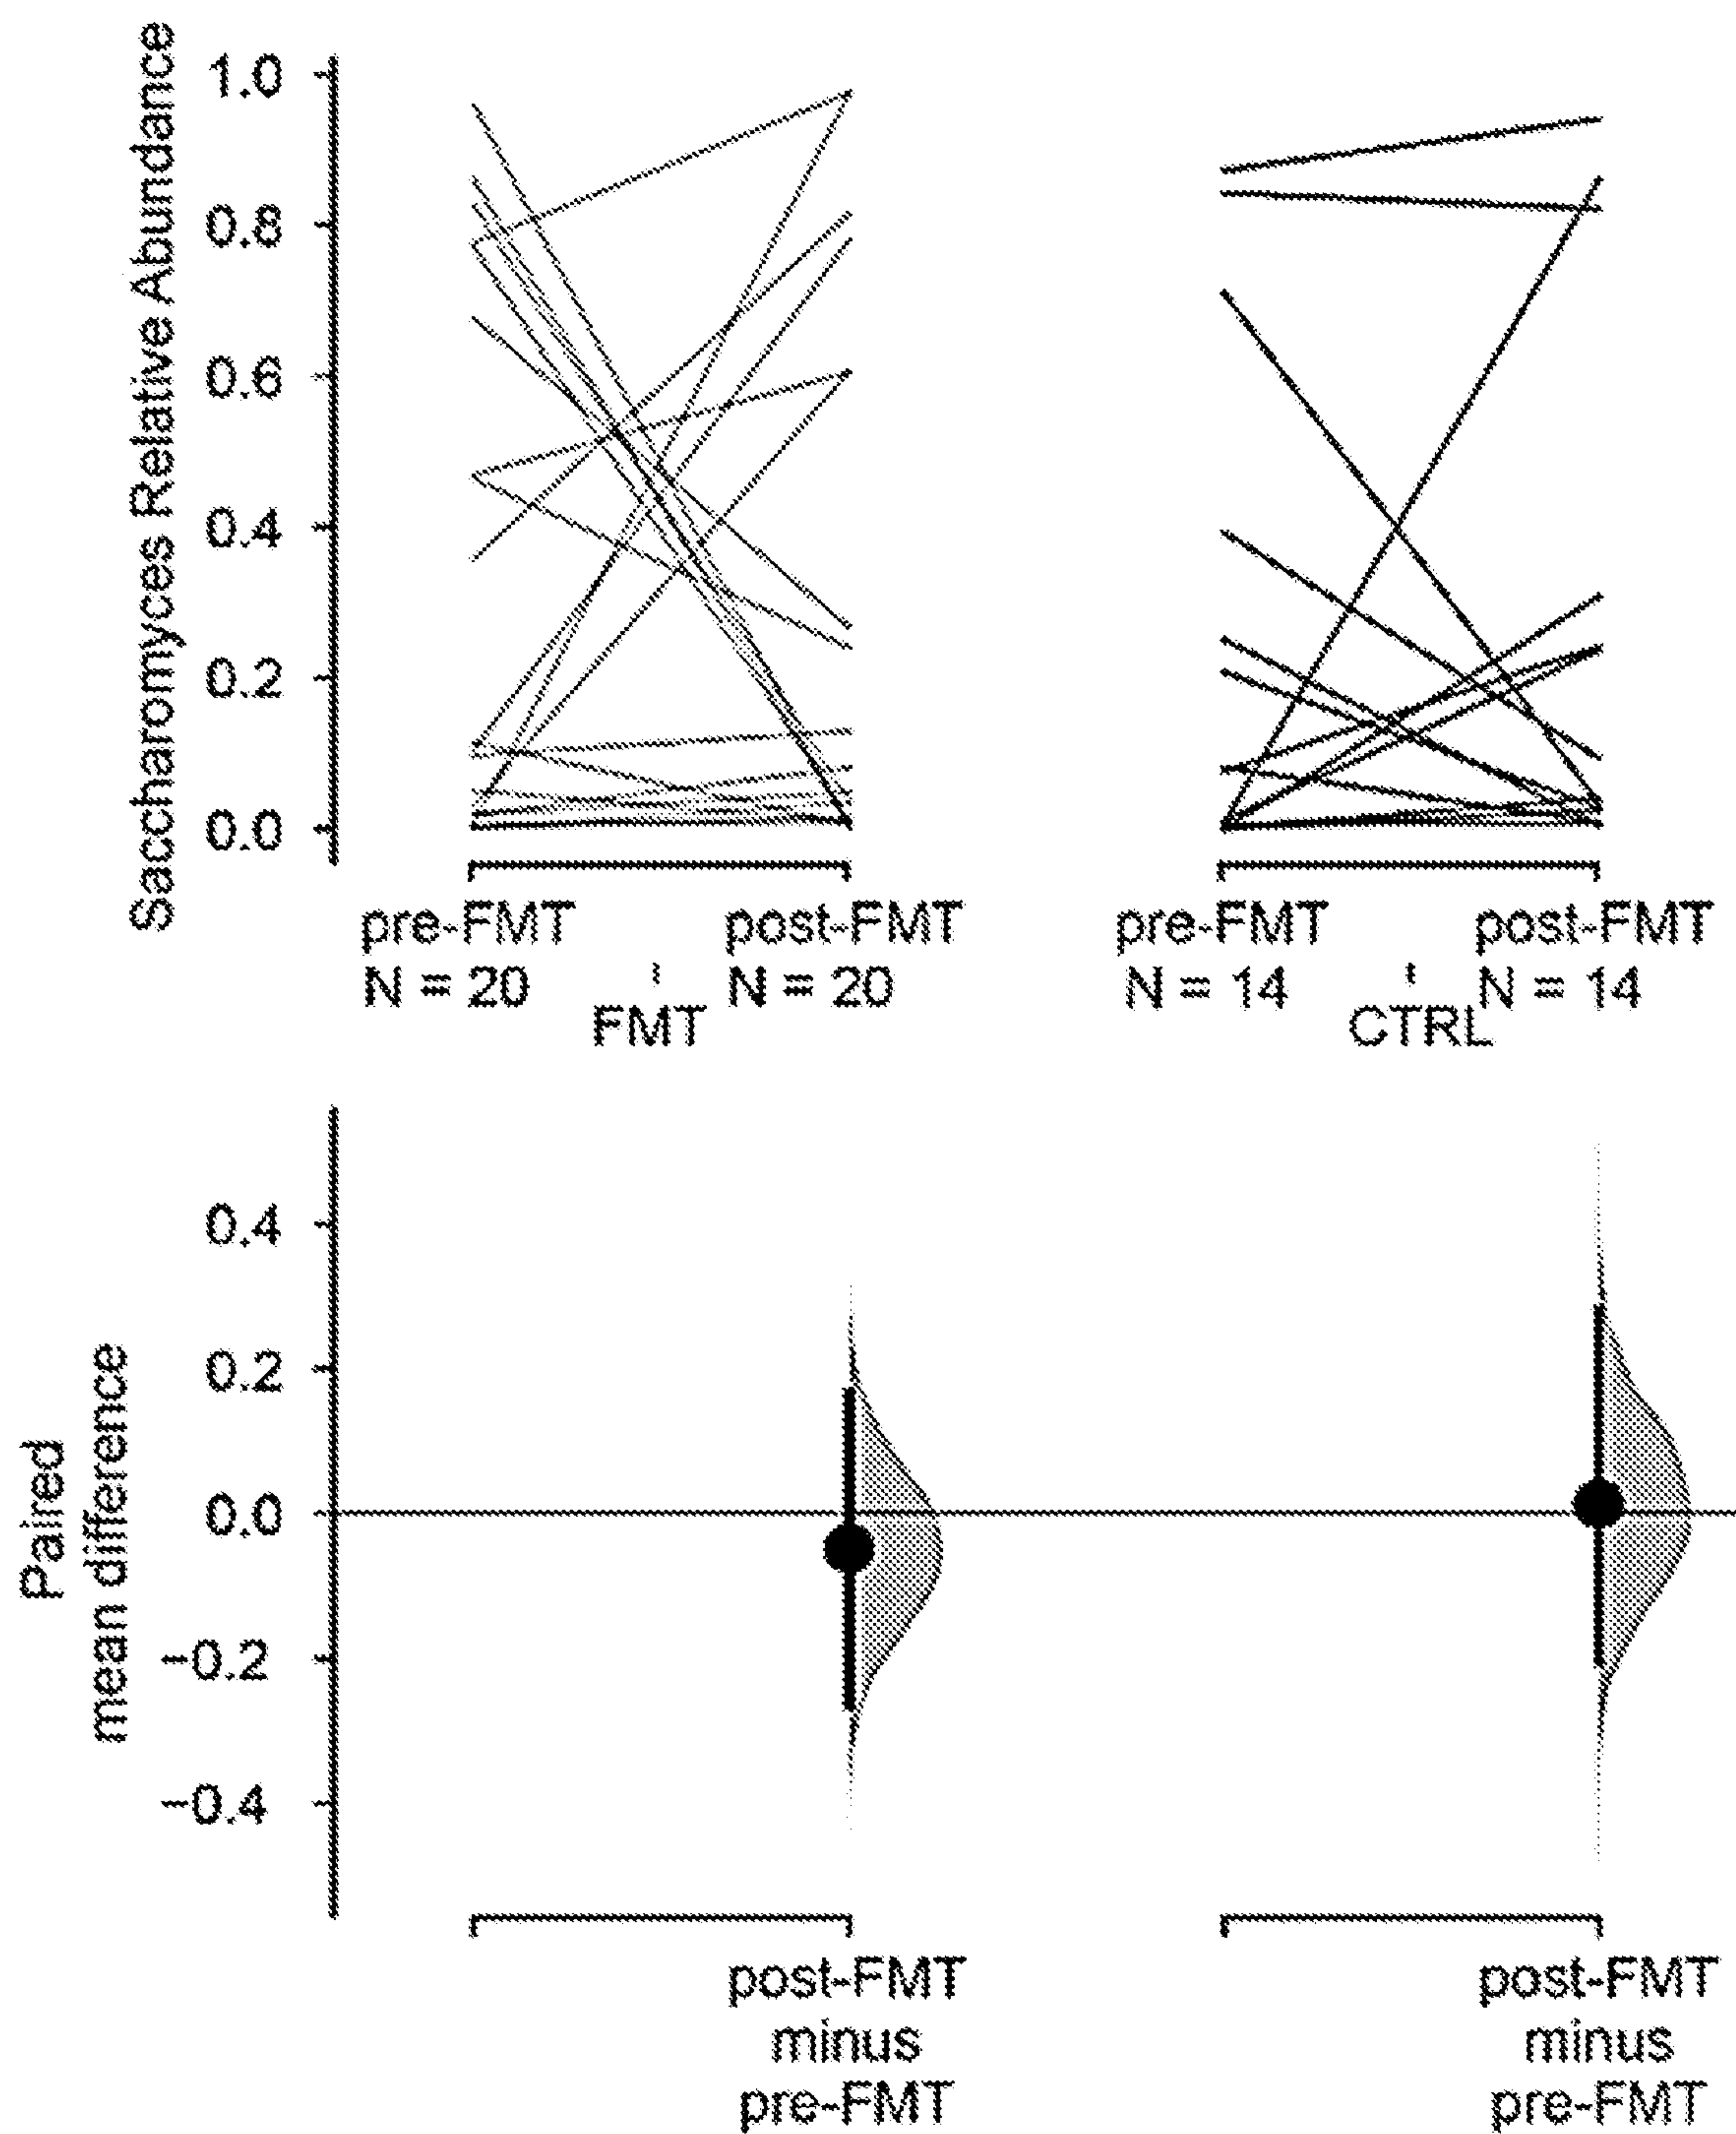 Saccharomyces Relative Abundance
1.0
0.8
0.6
0.4
0.2
0.0
pre-FMT post-FMT pre-FMT post-FMT
N = 20 N = 20 N = 14 N = 14
FMT CTRL
Paired
mean difference
0.4
0.2
0.0
−0.2
−0.4
post-FMT post-FMT
minus minus
pre-FMT pre-FMT